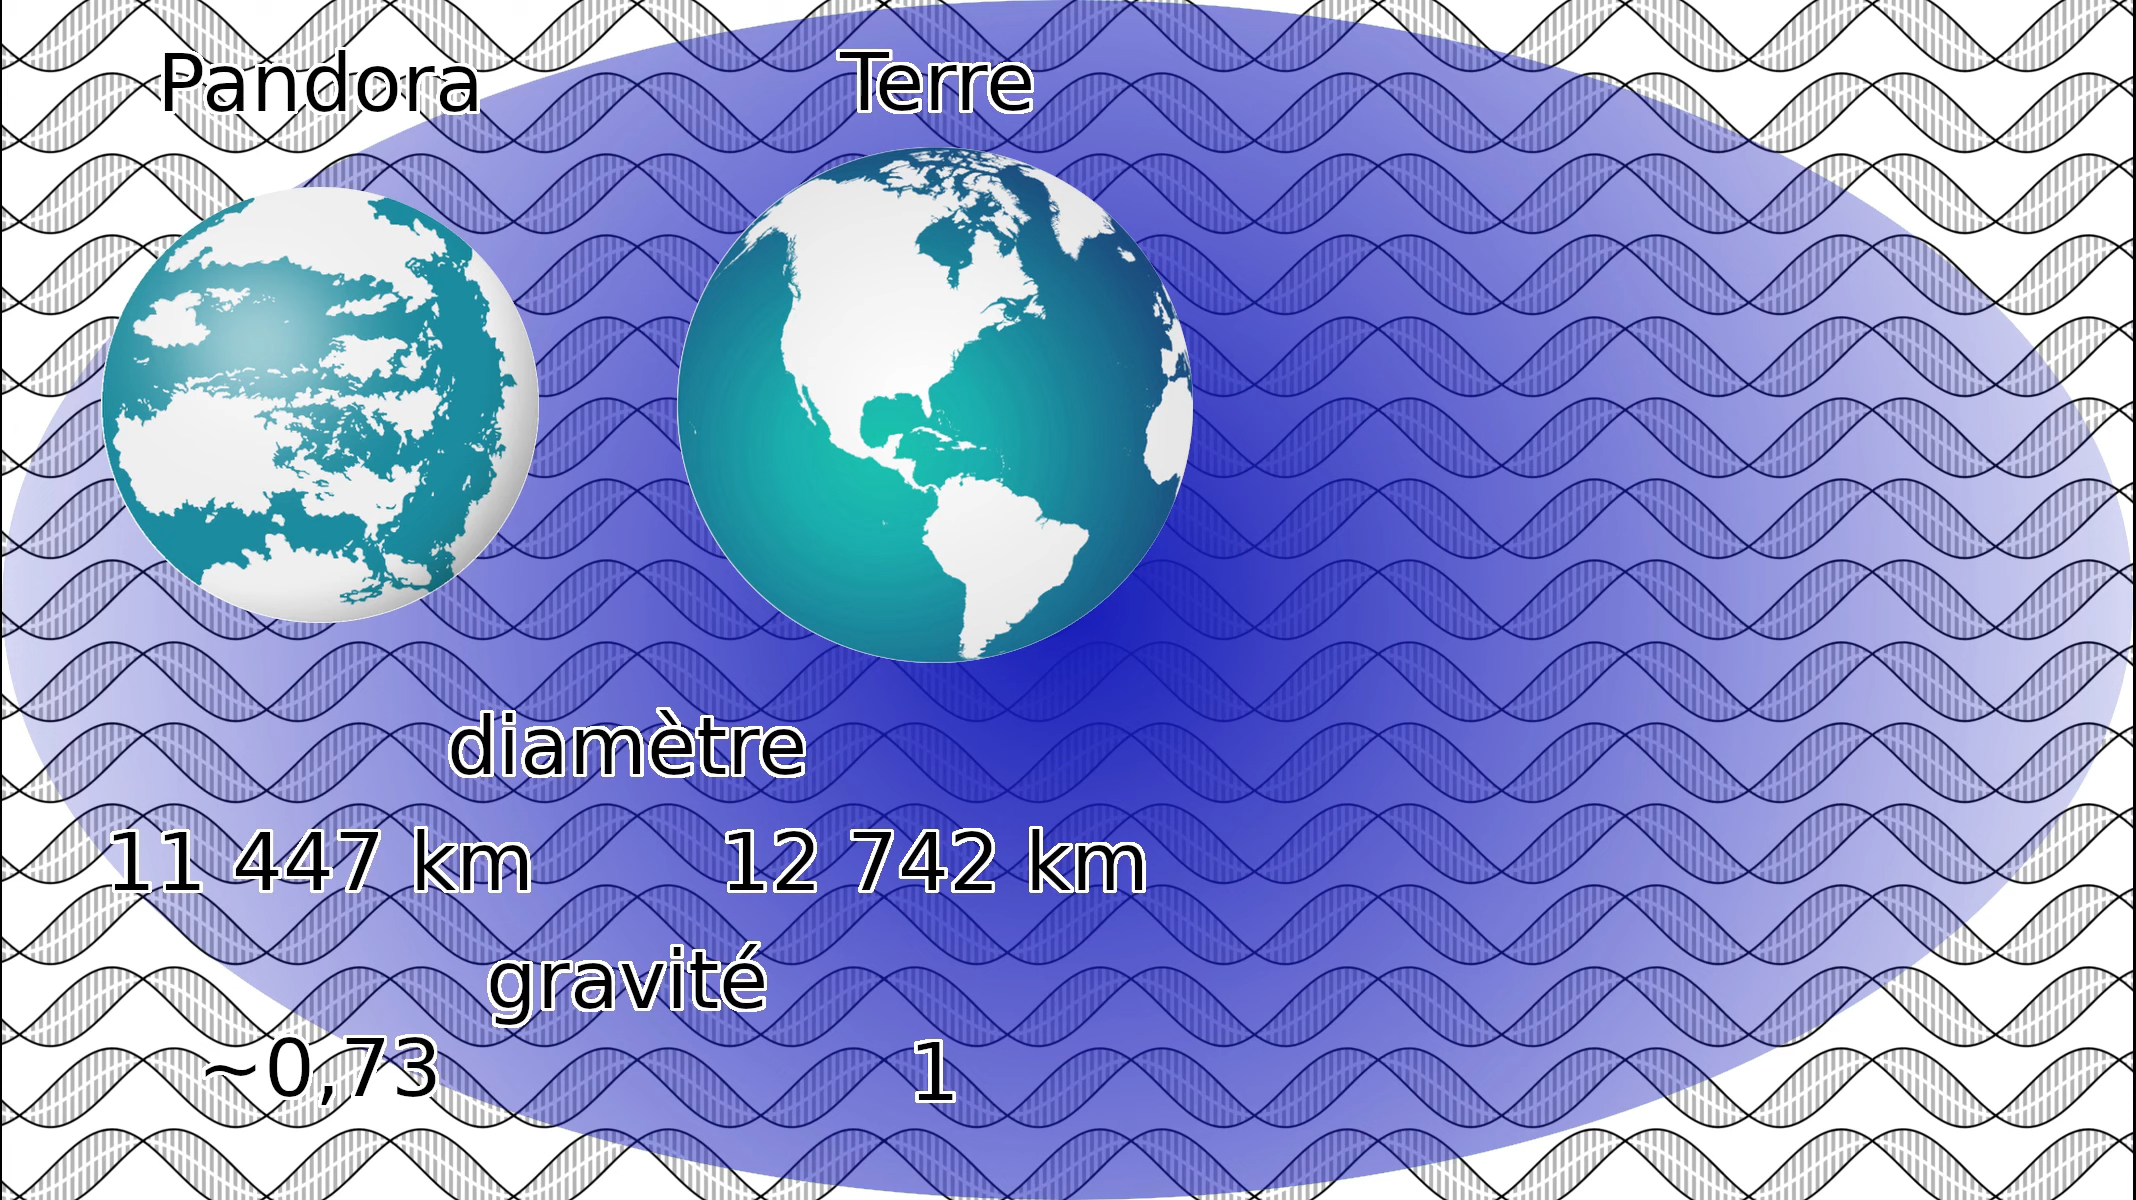 Pandora Terre
diamètre
11 447 km 12 742 km
gravité
~0,73 1